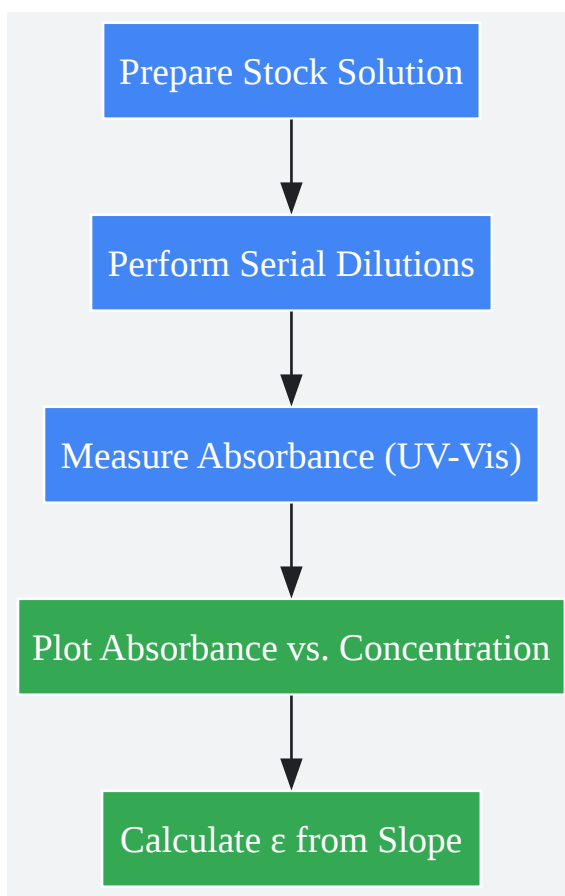 Prepare Stock Solution
Perform Serial Dilutions
Measure Absorbance (UV-Vis)
Plot Absorbance vs. Concentration
Calculate ε from Slope